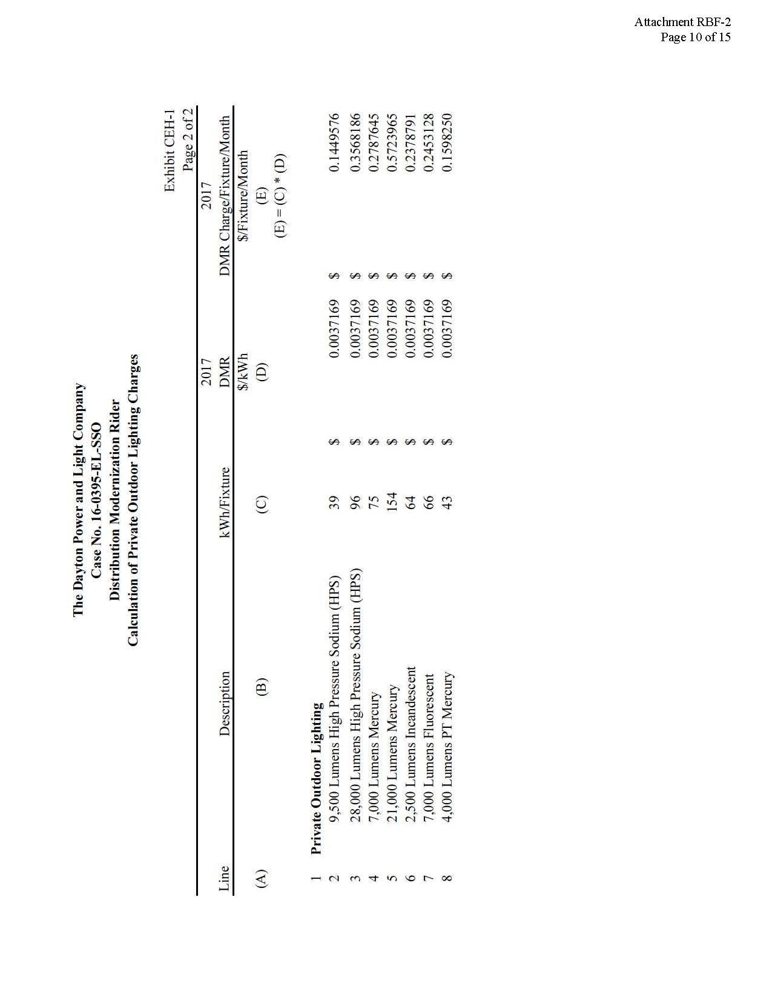 Attachment RBF-2
Page 10 of 15
The Dayton Power and Light Company
Case No. 16-0395-EL-SSO
Distribution Modernization Rider
Calculation of Private Outdoor Lighting Charges
Exhibit CEH-1
Page 2 of 2
2017 2017
Line Description kWh/Fixture DMR DMR Charge/Fixture/Month
$/kWh $/Fixture/Month
(A) (B) (C) (D) (E)
(E) = (C) * (D)
1 Private Outdoor Lighting
2 9,500 Lumens High Pressure Sodium (HPS) 39 $ 0.0037169 $ 0.1449576
3 28,000 Lumens High Pressure Sodium (HPS) 96 $ 0.0037169 $ 0.3568186
4 7,000 Lumens Mercury 75 $ 0.0037169 $ 0.2787645
5 21,000 Lumens Mercury 154 $ 0.0037169 $ 0.5723965
6 2,500 Lumens Incandescent 64 $ 0.0037169 $ 0.2378791
7 7,000 Lumens Fluorescent 66 $ 0.0037169 $ 0.2453128
8 4,000 Lumens PT Mercury 43 $ 0.0037169 $ 0.1598250